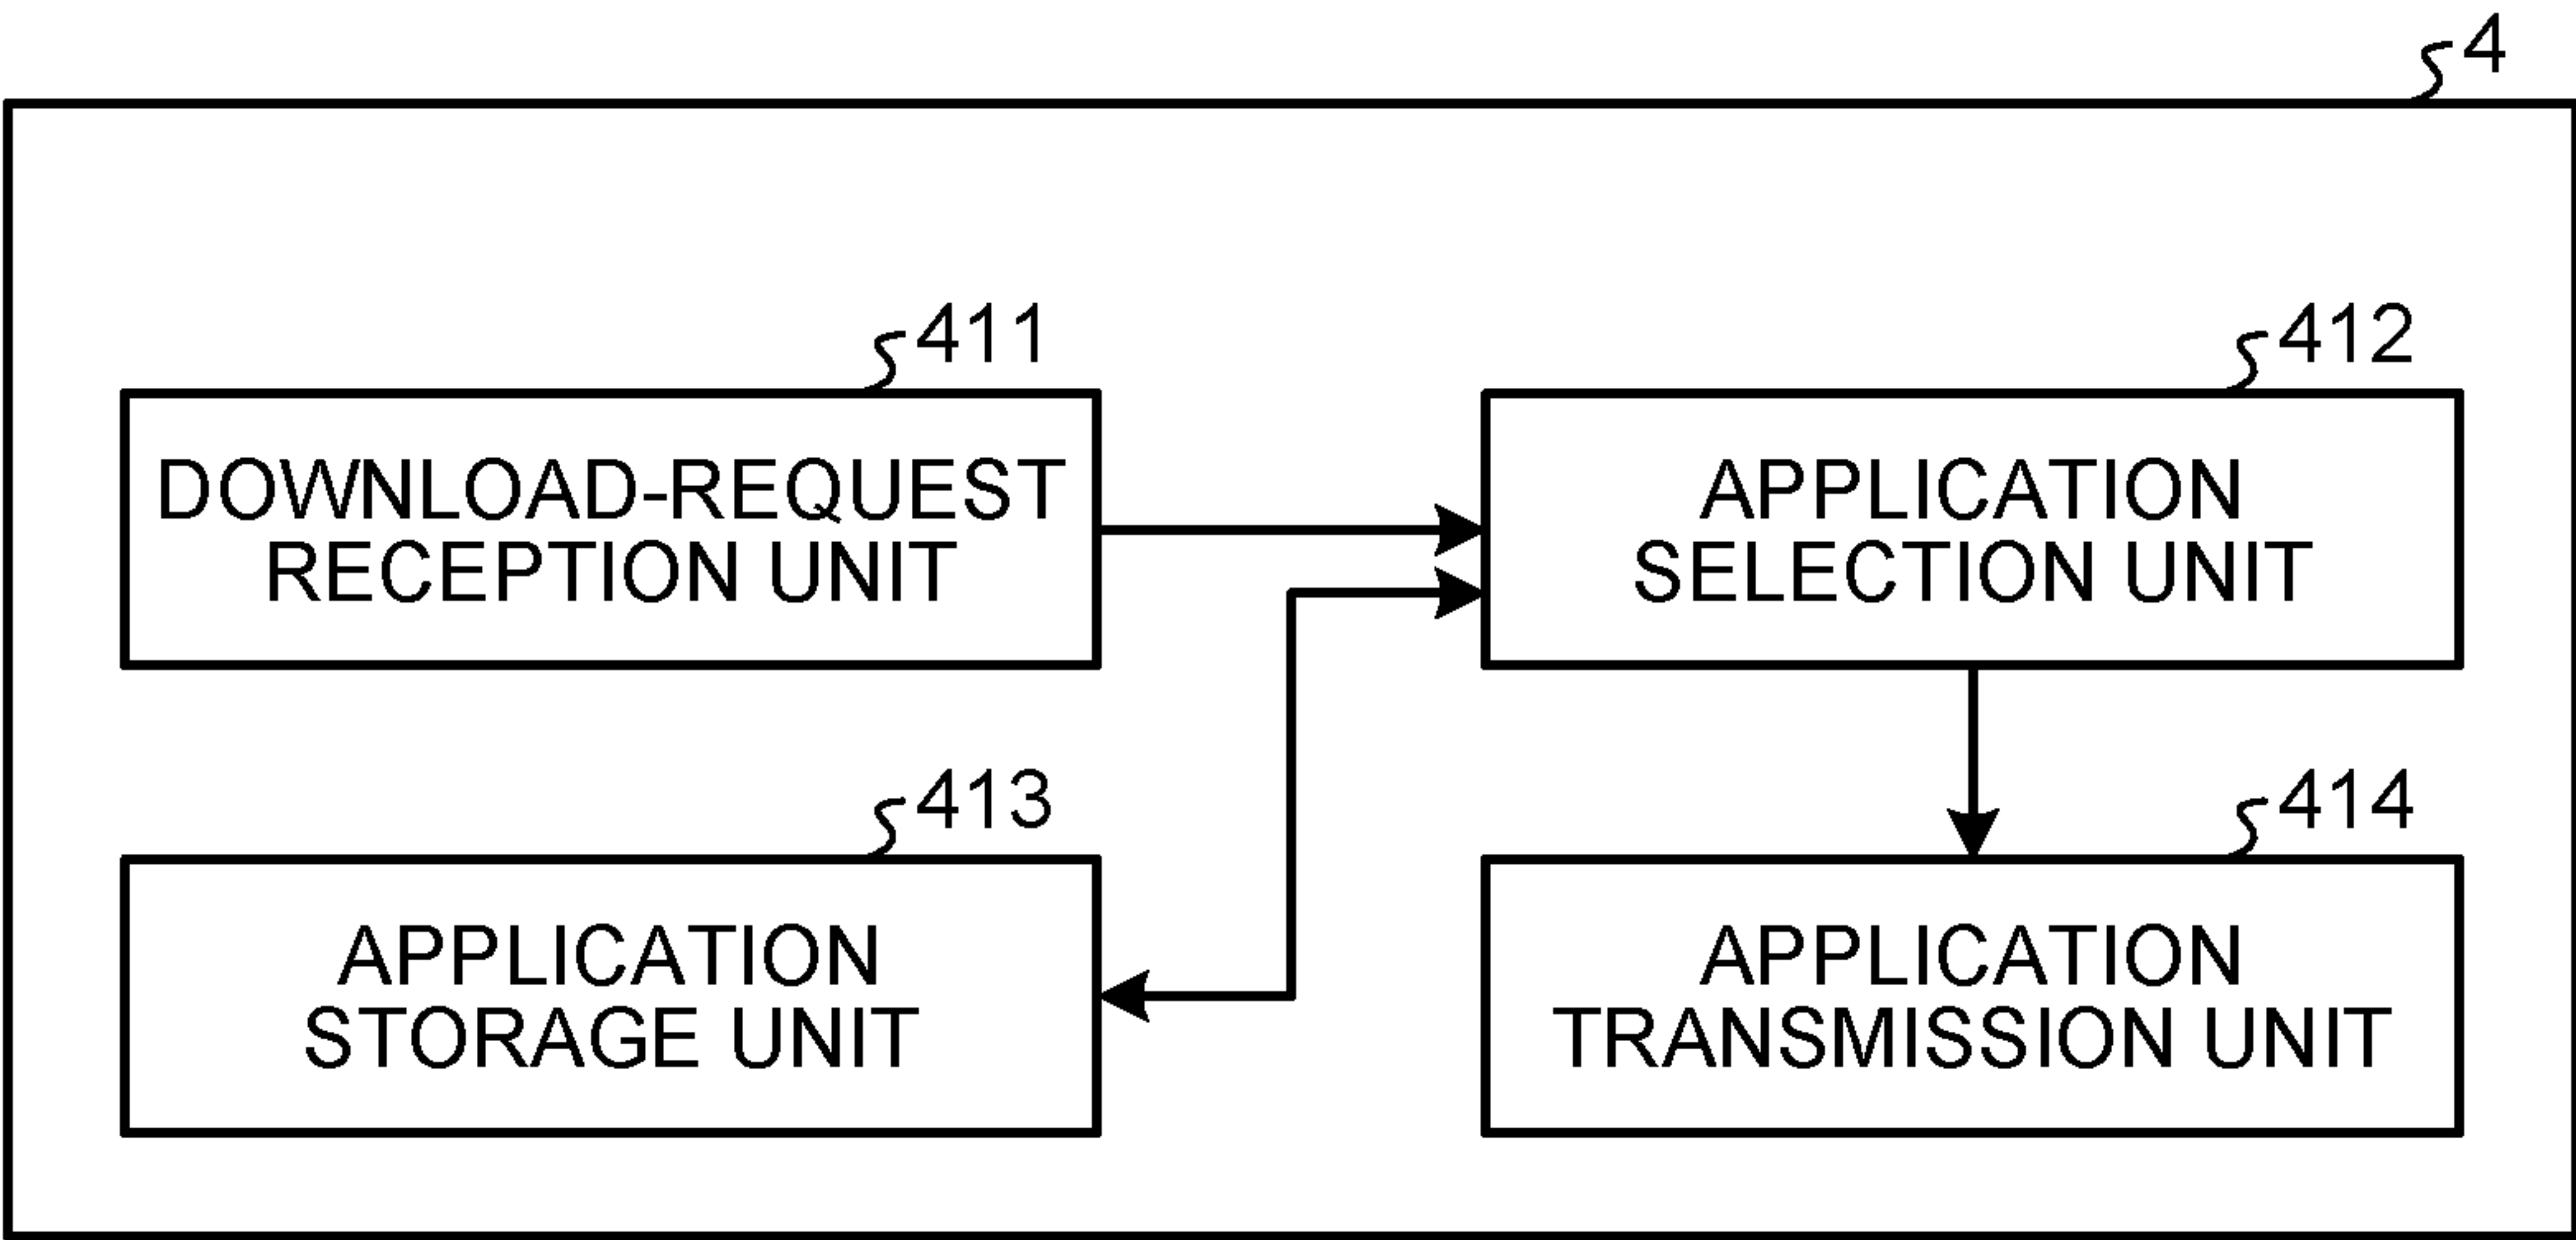 4
411
DOWNLOAD-REQUEST
RECEPTION UNIT
412
APPLICATION
SELECTION UNIT
413
APPLICATION
STORAGE UNIT
414
APPLICATION
TRANSMISSION UNIT